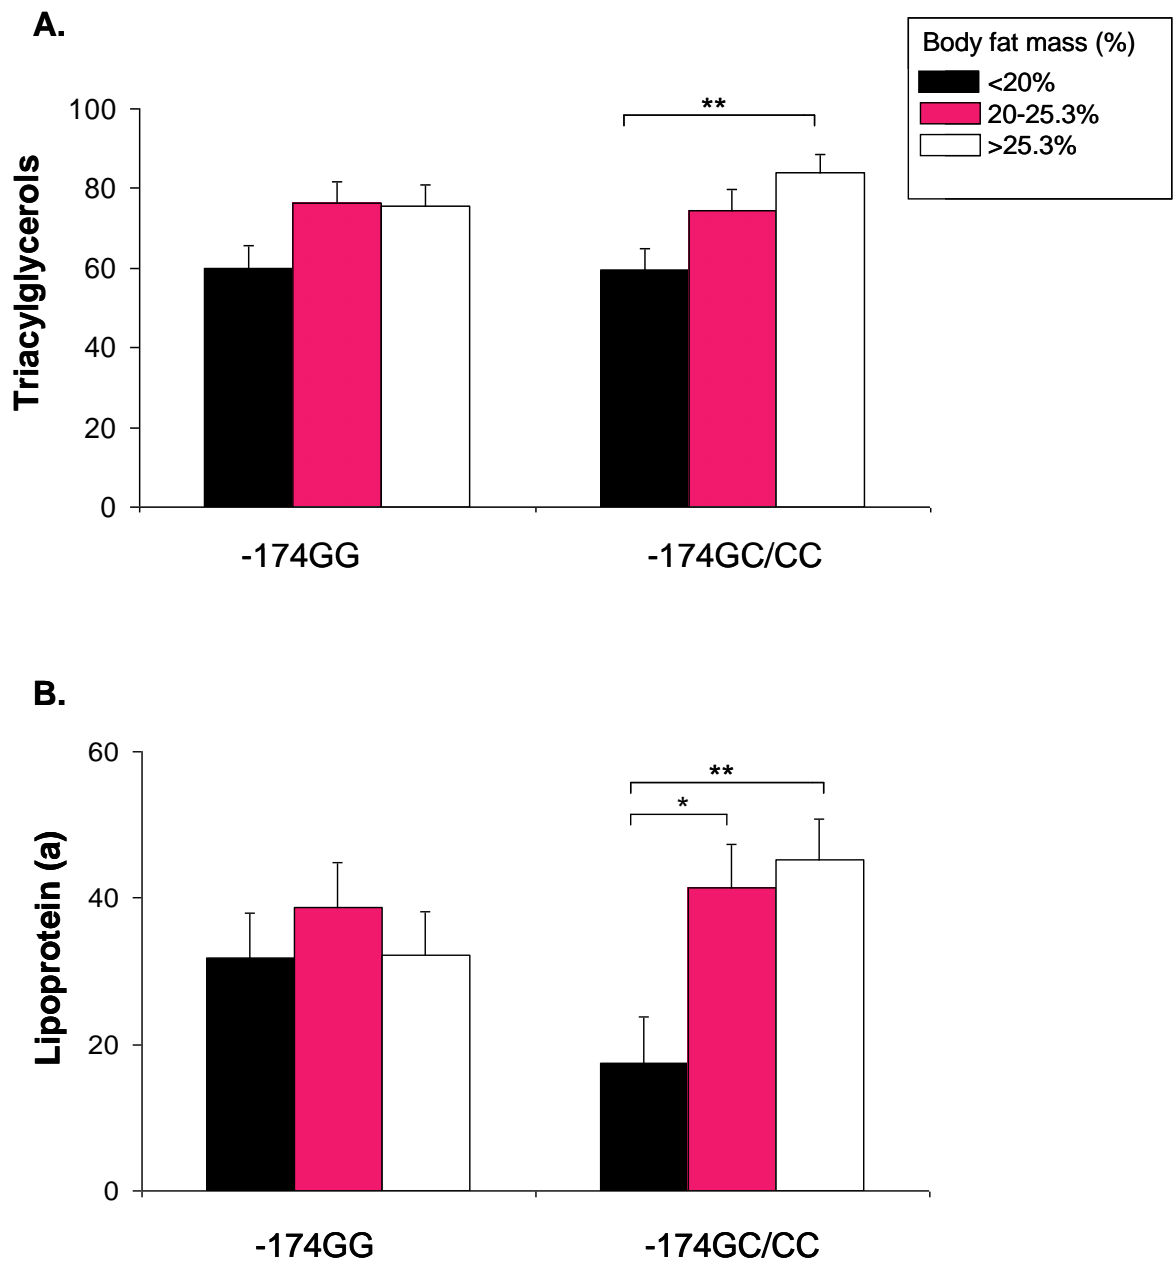 A.
Body fat mass (%)
<20%
20-25.3%
>25.3%
**
100
80
60
40
20
0
Triacylglycerols
-174GG
-174GC/CC
B.
60
40
20
0
Lipoprotein (a)
**
*
-174GG
-174GC/CC